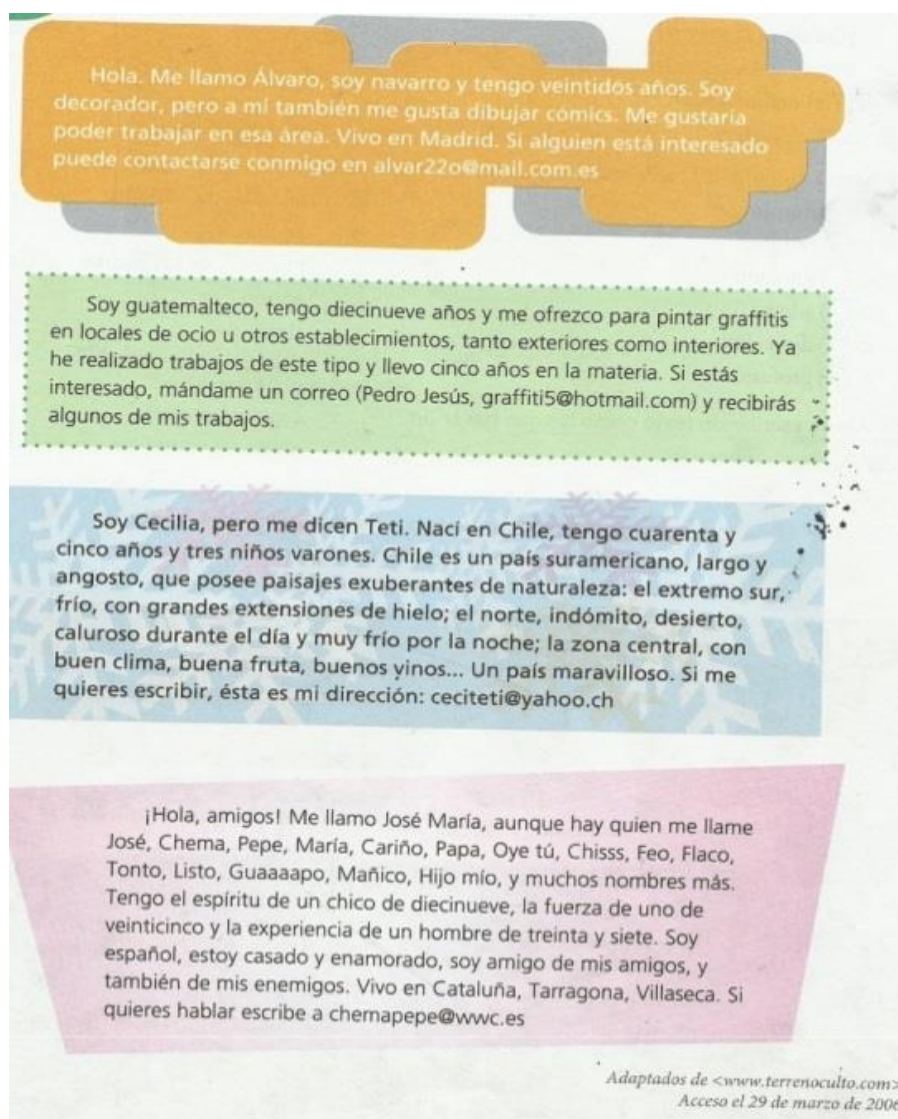 Hola. Me llamo Álvaro, soy navarro y tengo veintidós años. Soy
decorador, pero a mí también me gusta dibujar cómics. Me gustaría
poder trabajar en esa área. Vivo en Madrid. Si alguien está interesado
puede contactarse conmigo en alvar22o@mail.com.es
Soy guatemalteco, tengo diecinueve años y me ofrezco para pintar graffitis
en locales de ocio u otros establecimientos, tanto exteriores como interiores. Ya
he realizado trabajos de este tipo y llevo cinco años en la materia. Si estás
interesado, mándame un correo (Pedro Jesús, graffiti5@hotmail.com) y recibirás
algunos de mis trabajos.
Soy Cecilia, pero me dicen Teti. Nací en Chile, tengo cuarenta y
cinco años y tres niños varones. Chile es un país suramericano, largo y
angosto, que posee paisajes exuberantes de naturaleza: el extremo sur,
frío, con grandes extensiones de hielo; el norte, indómito, desierto,
caluroso durante el día y muy frío por la noche; la zona central, con
buen clima, buena fruta, buenos vinos... Un país maravilloso. Si me
quieres escribir, ésta es mi dirección: ceciteti@yahoo.ch
¡Hola, amigos! Me llamo José María, aunque hay quien me llame
José, Chema, Pepe, María, Cariño, Papa, Oye tú, Chisss, Feo, Flaco,
Tonto, Listo, Guaaaapo, Mañico, Hijo mío, y muchos nombres más.
Tengo el espíritu de un chico de diecinueve, la fuerza de uno de
veinticinco y la experiencia de un hombre de treinta y siete. Soy
español, estoy casado y enamorado, soy amigo de mis amigos, y
también de mis enemigos. Vivo en Cataluña, Tarragona, Villaseca. Si
quieres hablar escribe a chemapepe@wwc.es
Adaptados de <www.terrenoculto.com>
Acceso el 29 de marzo de 2006